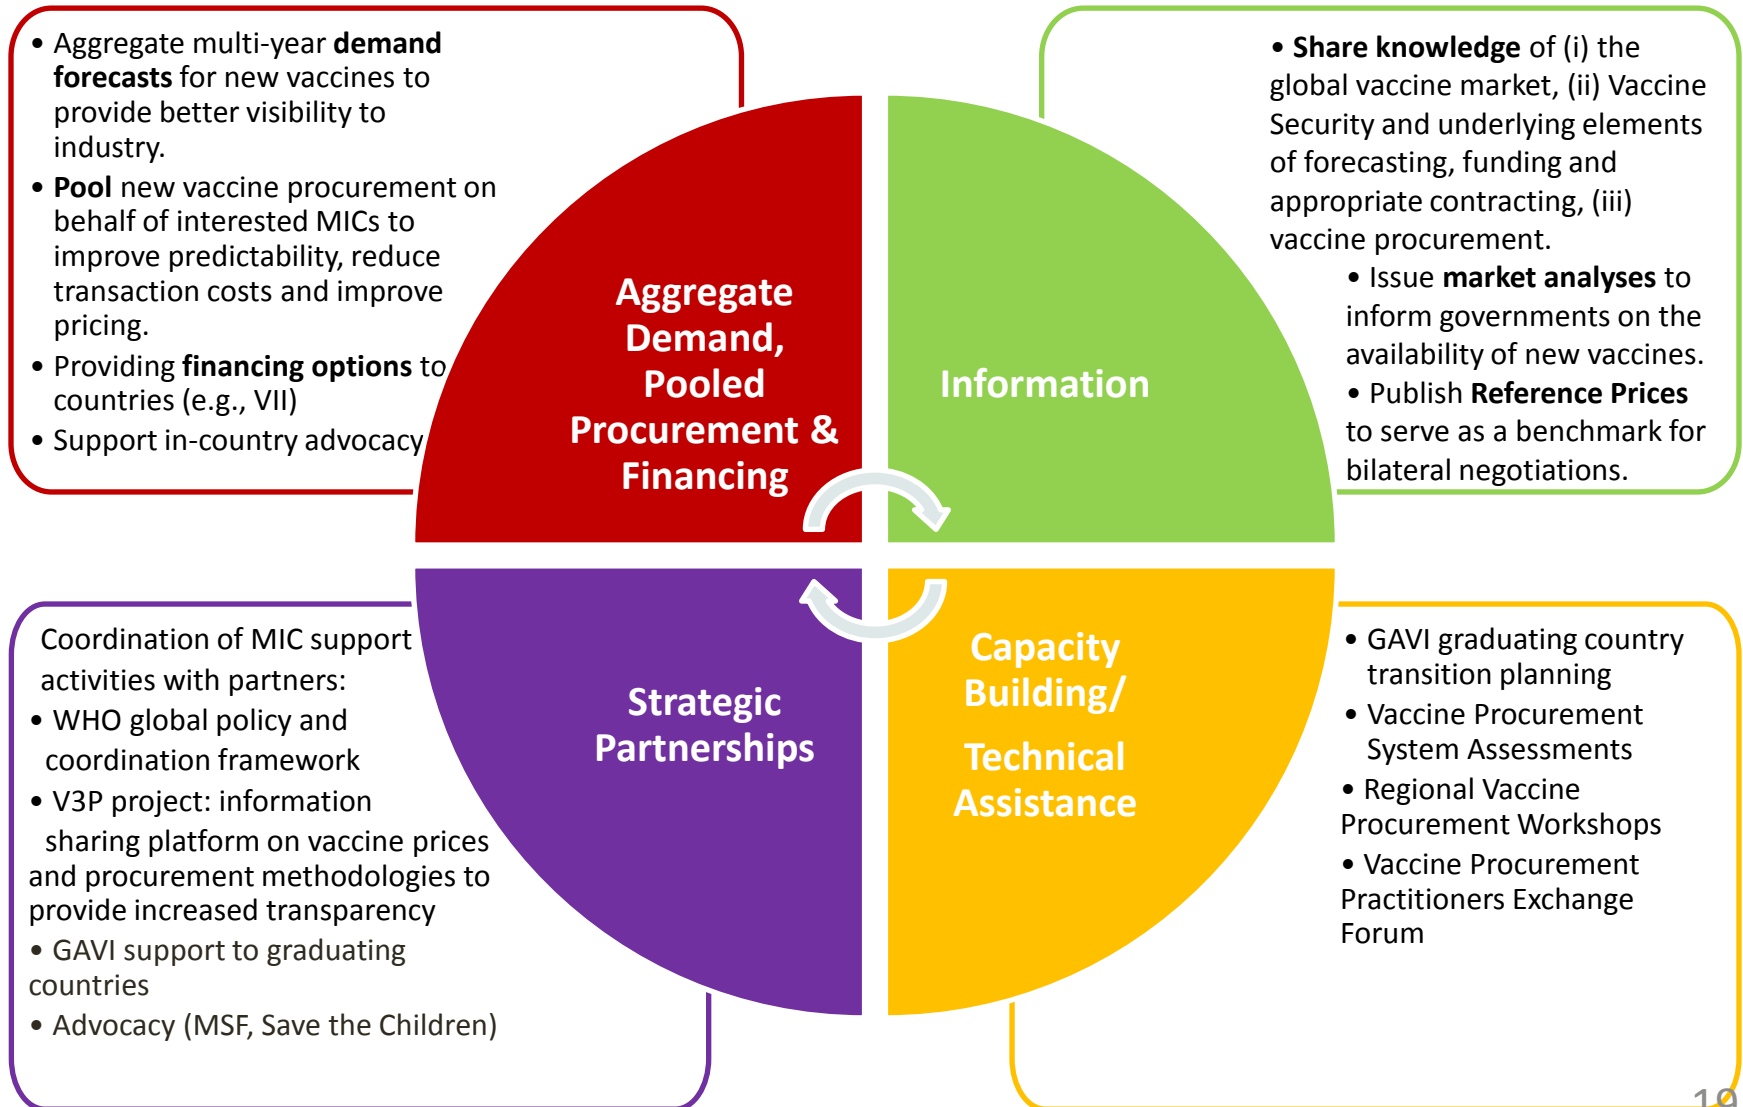 • Aggregate multi-year demand
forecasts for new vaccines to
provide better visibility to
industry.
• Pool new vaccine procurement on
behalf of interested MICs to
improve predictability, reduce
transaction costs and improve
pricing.
• Providing financing options to
countries (e.g., VII)
• Support in-country advocacy
Aggregate
Demand,
Pooled
Procurement &
Financing
Information
• Share knowledge of (i) the
global vaccine market, (ii) Vaccine
Security and underlying elements
of forecasting, funding and
appropriate contracting, (iii)
vaccine procurement.
• Issue market analyses to
inform governments on the
availability of new vaccines.
• Publish Reference Prices
to serve as a benchmark for
bilateral negotiations.
Coordination of MIC support
activities with partners:
• WHO global policy and
coordination framework
• V3P project: information
sharing platform on vaccine prices
and procurement methodologies to
provide increased transparency
• GAVI support to graduating
countries
• Advocacy (MSF, Save the Children)
Strategic
Partnerships
Capacity
Building/
Technical
Assistance
• GAVI graduating country
transition planning
• Vaccine Procurement
System Assessments
• Regional Vaccine
Procurement Workshops
• Vaccine Procurement
Practitioners Exchange
Forum
19